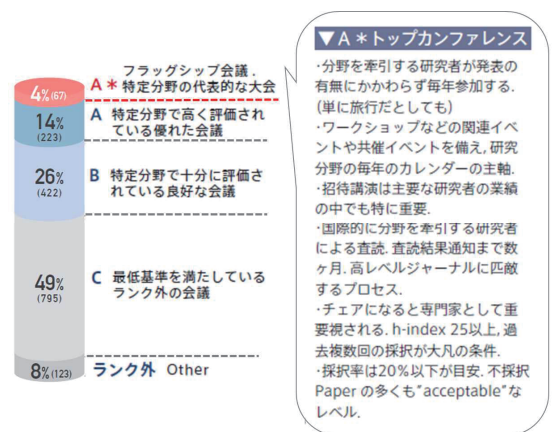 4%(67)
A＊ フラッグシップ会議．
特定分野の代表的な大会
14%
(223)
A 特定分野で高く評価され
ている優れた会議
26%
(422)
B 特定分野で十分に評価さ
れている良好な会議
49%
(795)
C 最低基準を満たしている
ランク外の会議
8%(123)
ランク外 Other
▼A＊トップカンファレンス
・分野を牽引する研究者が発表の
有無にかかわらず毎年参加する．
(単に旅行だとしても)
・ワークショップなどの関連イベ
ントや共催イベントを備え, 研究
分野の毎年のカレンダーの主軸．
・招待講演は主要な研究者の業績
の中でも特に重要．
・国際的に分野を牽引する研究者
による査読．査読結果通知まで数
ヶ月．高レベルジャーナルに匹敵
するプロセス．
・チェアになると専門家として重
要視される．h-index 25以上, 過
去複数回の採択が大凡の条件．
・採択率は20%以下が目安．不採択
Paper の多くも"acceptable"な
レベル．